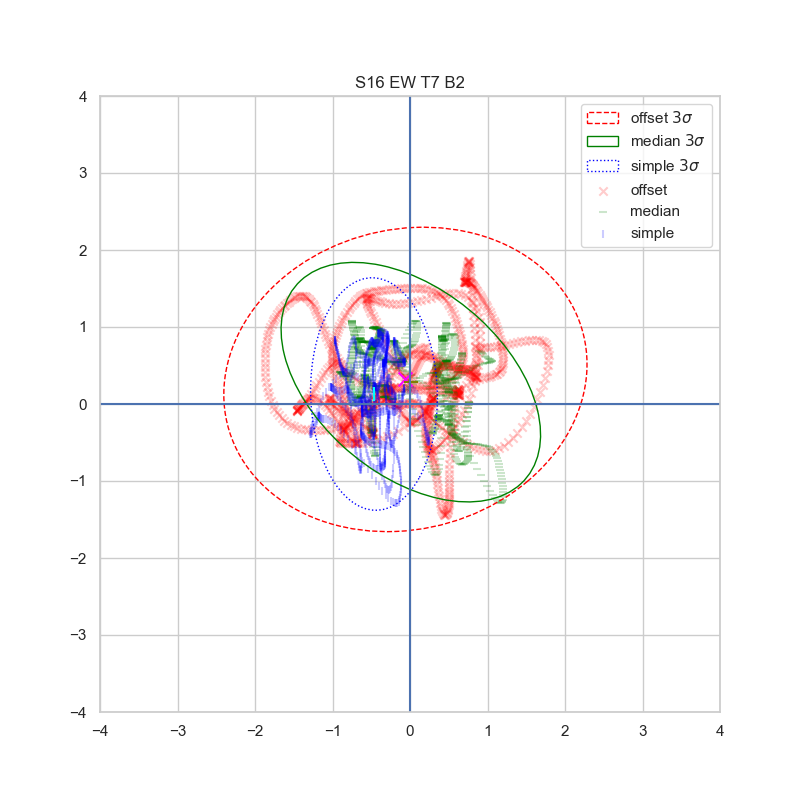 S16 EW T7 B2
offset 3σ
median 3σ
simple 3σ
offset
median
simple
4
3
2
1
0
−1
−2
−3
−4
−4 −3 −2 −1 0 1 2 3 4